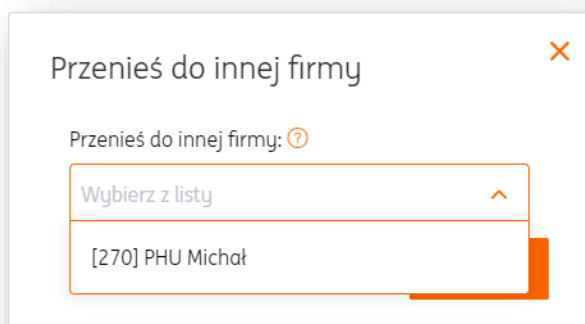 Przenieś do innej firmy
Przenieś do innej firmy:
Wybierz z listy
[270] PHU Michał